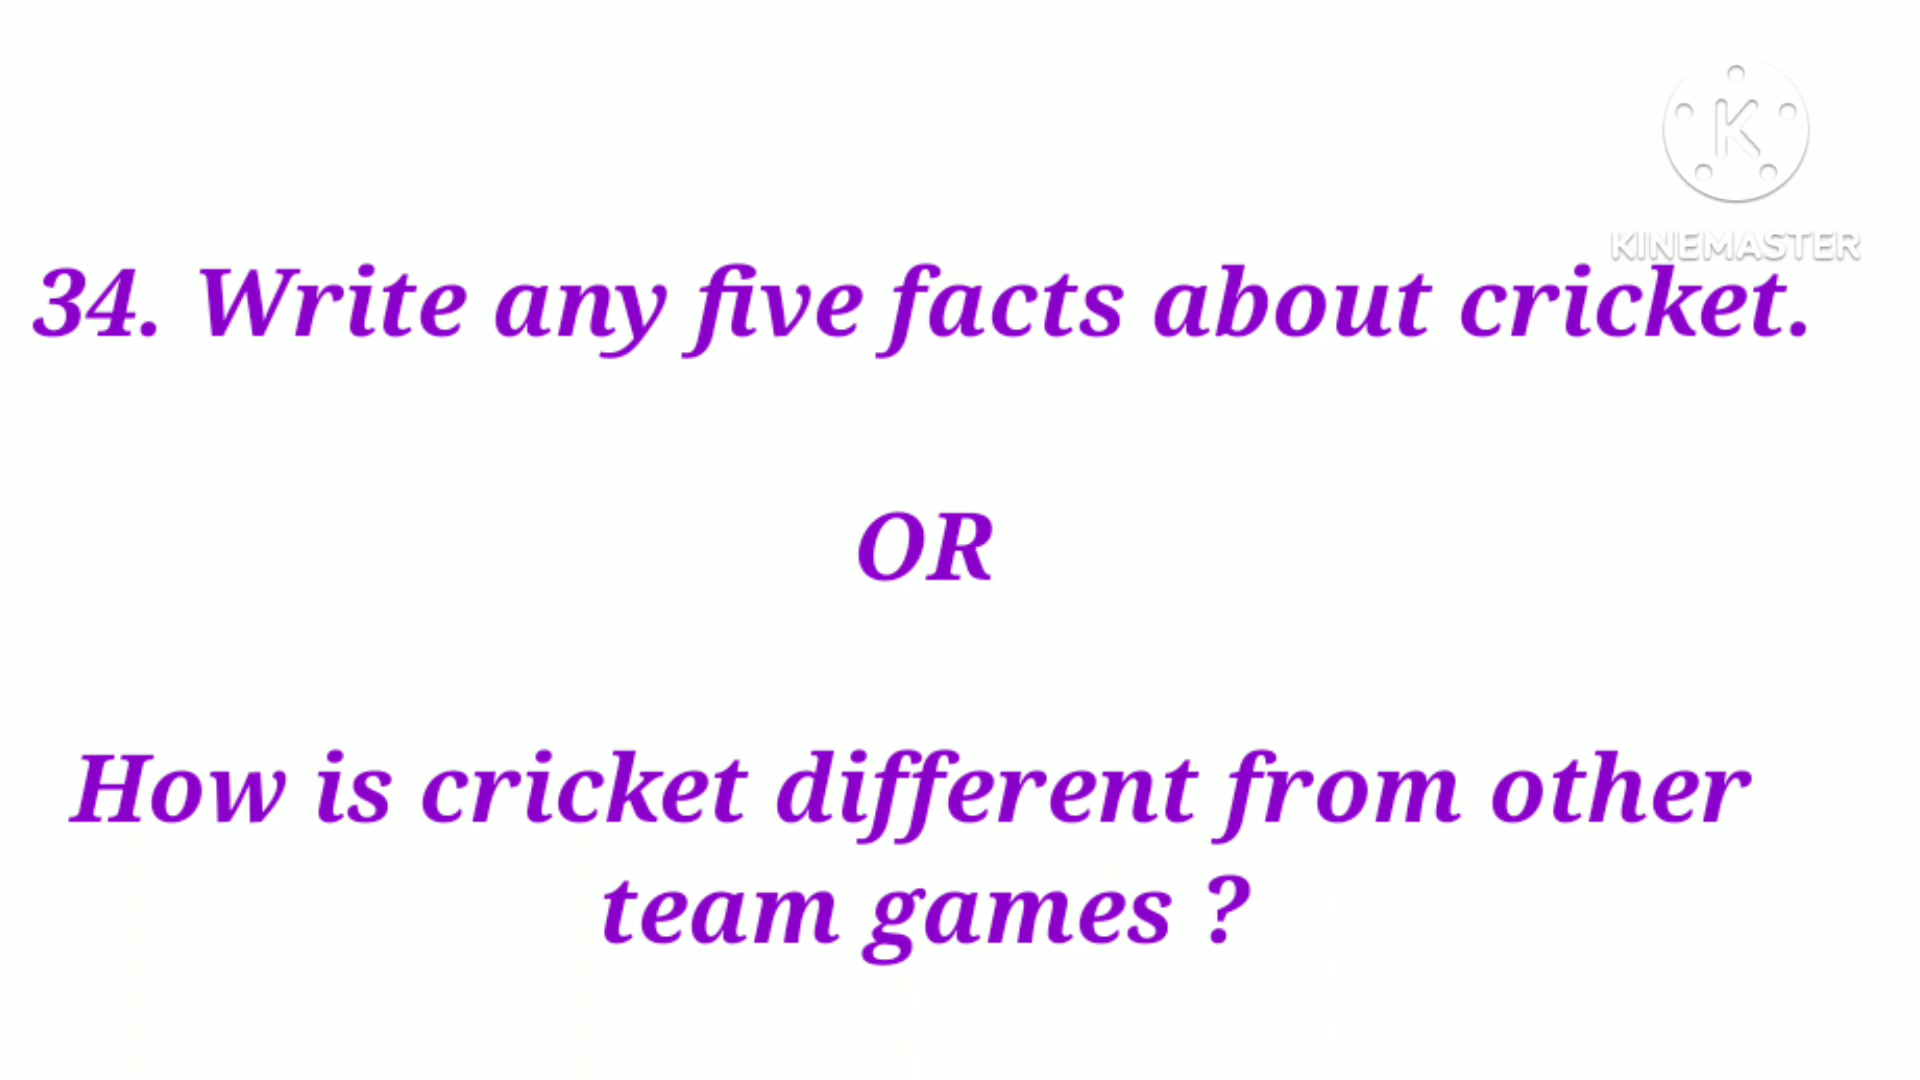 KINEMASTER
34. Write any five facts about cricket.
OR
How is cricket different from other
team games ?